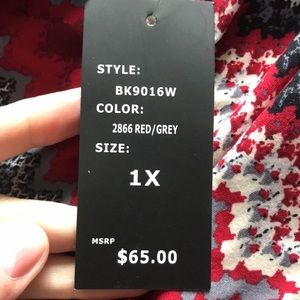 STYLE:
BK9016W
COLOR:
2866 RED/GREY
SIZE:
1X
MSRP
$65.00